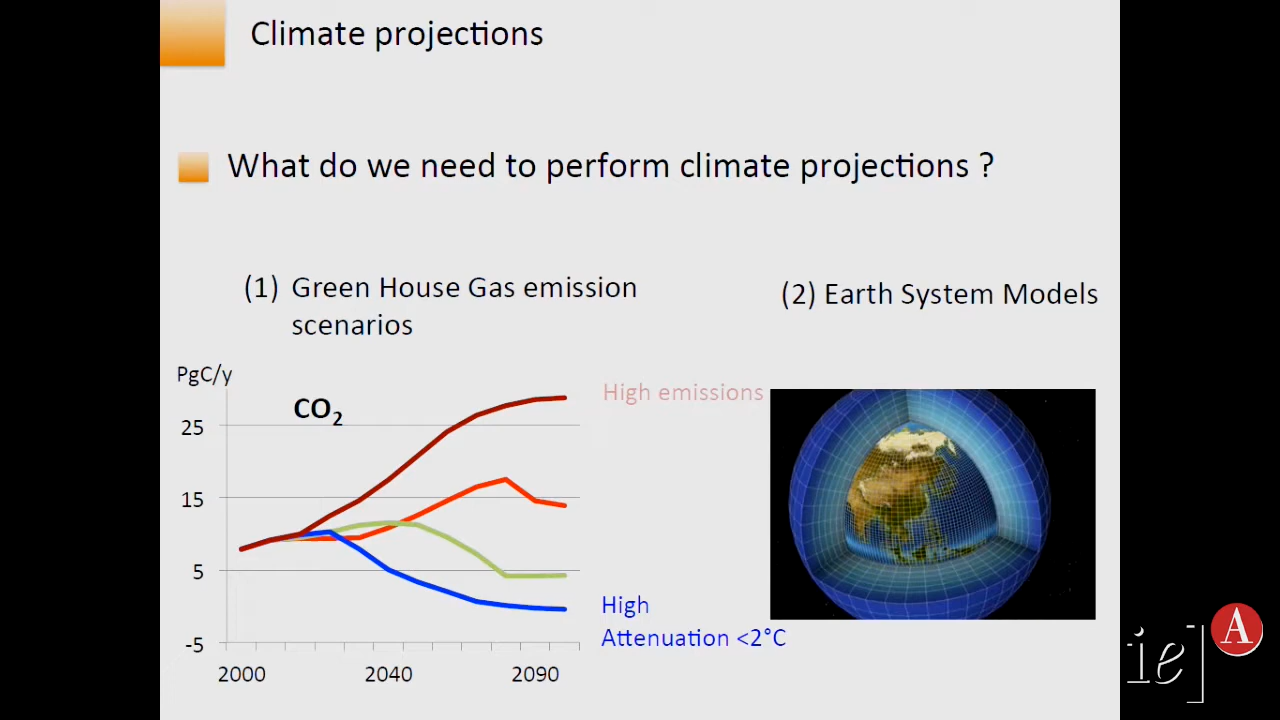 Climate projections
What do we need to perform climate projections ?
(1) Green House Gas emission
scenarios
(2) Earth System Models
PgC/y
CO2
High emissions
25
15
5
-5
2000
2040
2090
High
Attenuation <2°C
ie]
A